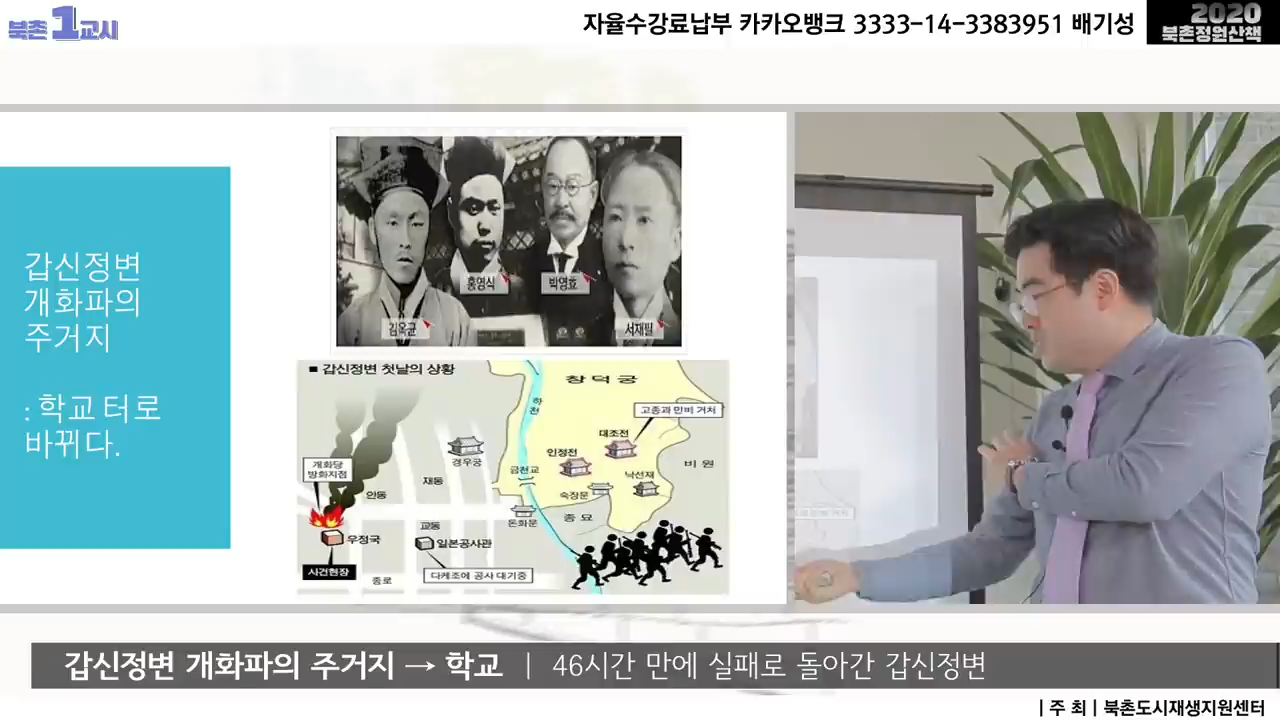 북촌1교시
자율수강료납부 카카오뱅크 3333-14-3383951 배기성
2020
북촌정원산책
갑신정변
개화파의
주거지
: 학교 터로
바뀌다.
홍영식
박영효
김옥균
서재필
■ 갑신정변 첫날의 상황
창덕궁
하천
고종과 민비 거처
대조전
경우궁
인정전
금천교
비원
낙선재
개화당
방화지점
재동
숙장문
안동
돈화문
종묘
교동
우정국
일본공사관
사건현장
종로
다케조에 공사 대기중
갑신정변 개화파의 주거지 → 학교 | 46시간 만에 실패로 돌아간 갑신정변
| 주 최 | 북촌도시재생지원센터